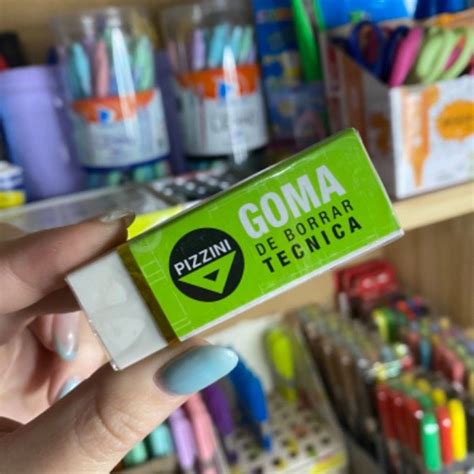 PIZZINI
GOMA
DE BORRAR
TECNICA